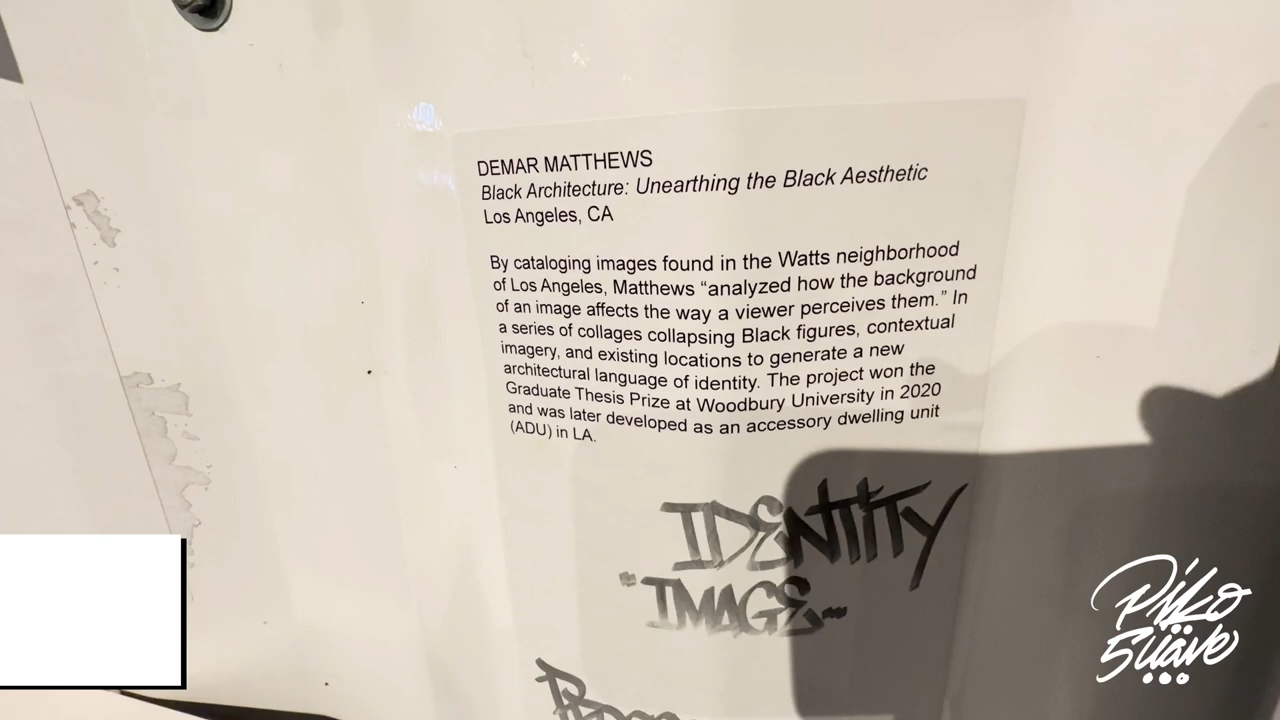 DEMAR MATTHEWS
Black Architecture: Unearthing the Black Aesthetic
Los Angeles, CA
By cataloging images found in the Watts neighborhood
of Los Angeles, Matthews “analyzed how the background
of an image affects the way a viewer perceives them.” In
a series of collages collapsing Black figures, contextual
imagery, and existing locations to generate a new
architectural language of identity. The project won the
Graduate Thesis Prize at Woodbury University in 2020
and was later developed as an accessory dwelling unit
(ADU) in LA.
IDENTITY
IMAGE
Piko
Suave